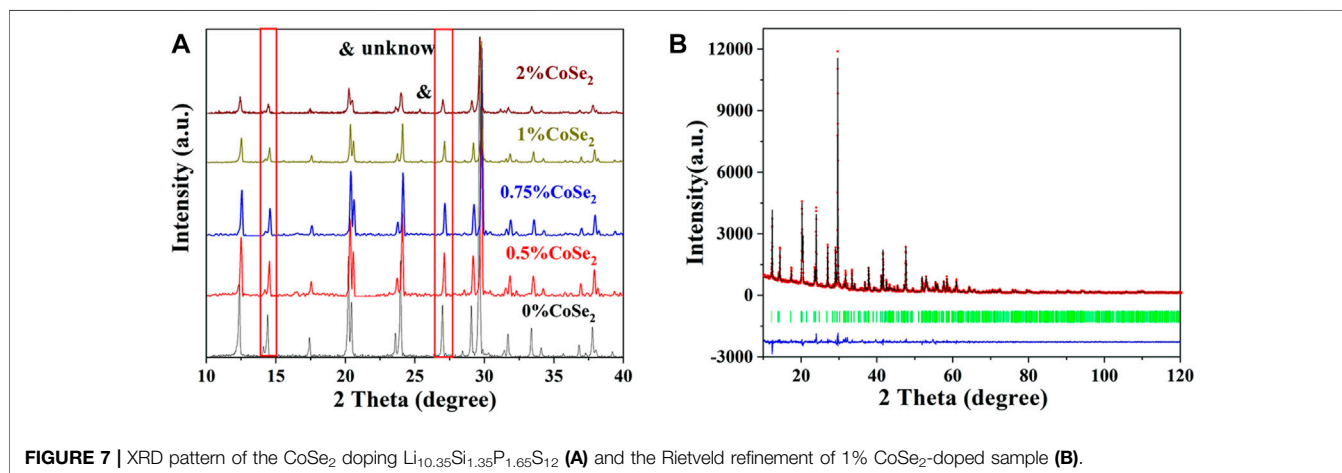 A
& unknow
2%CoSe₂
&
1%CoSe₂
0.75%CoSe₂
0.5%CoSe₂
0%CoSe₂
Intensity (a.u.)
10 15 20 25 30 35 40
2 Theta (degree)
B
12000
9000
6000
3000
0
-3000
Intensity(a.u.)
20 40 60 80 100 120
2 Theta (degree)
FIGURE 7 | XRD pattern of the CoSe₂ doping Li₁₀.₃₅Si₁.₃₅P₁.₆₅S₁₂ (A) and the Rietveld refinement of 1% CoSe₂-doped sample (B).